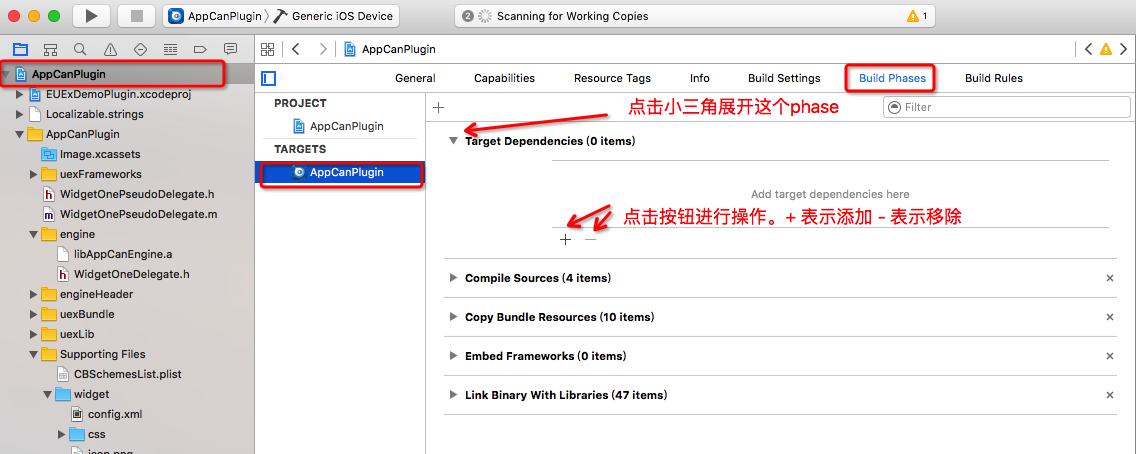 AppCanPlugin
Generic iOS Device
2
Scanning for Working Copies
1
AppCanPlugin
EUExDemoPlugin.xcodeproj
Localizable.strings
AppCanPlugin
Image.xcassets
uexFrameworks
WidgetOnePseudoDelegate.h
WidgetOnePseudoDelegate.m
engine
libAppCanEngine.a
WidgetOneDelegate.h
engineHeader
uexBundle
uexLib
Supporting Files
CBSchemesList.plist
widget
config.xml
css
icon.png
AppCanPlugin
General Capabilities Resource Tags Info Build Settings Build Phases Build Rules
PROJECT
AppCanPlugin
TARGETS
AppCanPlugin
Filter
点击小三角展开这个phase
Target Dependencies (0 items)
Add target dependencies here
点击按钮进行操作。+ 表示添加 - 表示移除
Compile Sources (4 items)
Copy Bundle Resources (10 items)
Embed Frameworks (0 items)
Link Binary With Libraries (47 items)